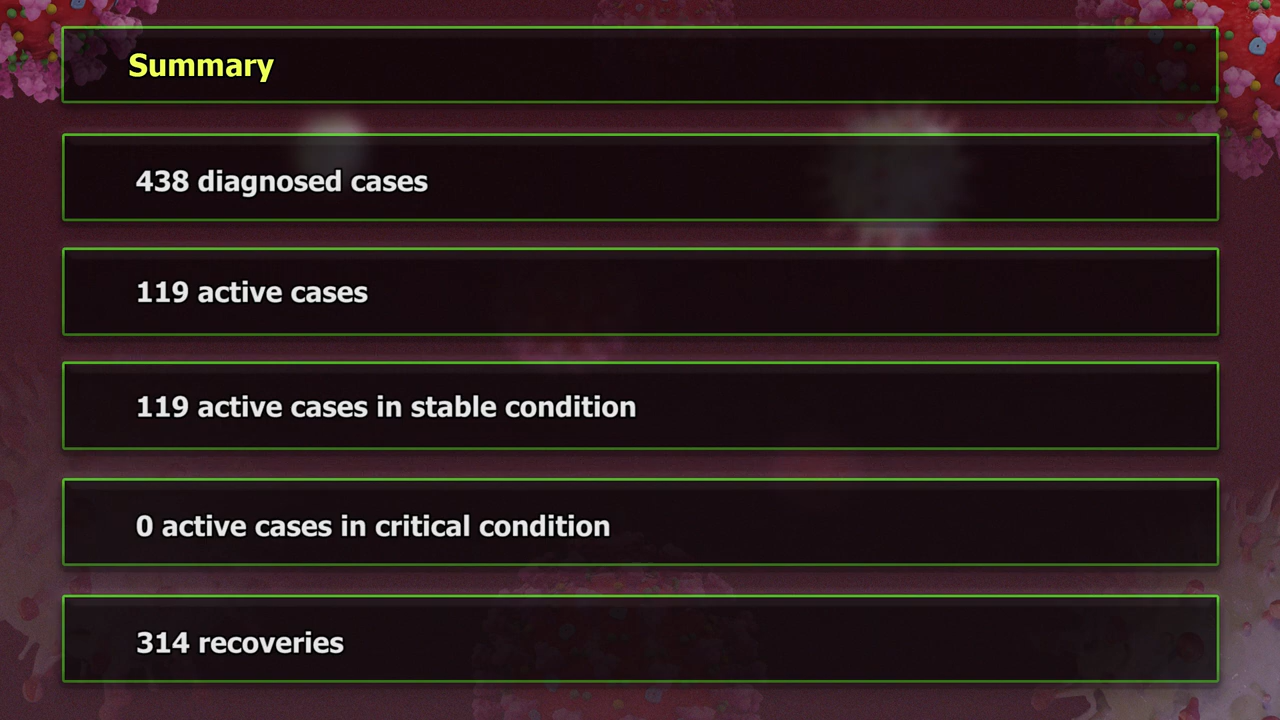 Summary
438 diagnosed cases
119 active cases
119 active cases in stable condition
0 active cases in critical condition
314 recoveries